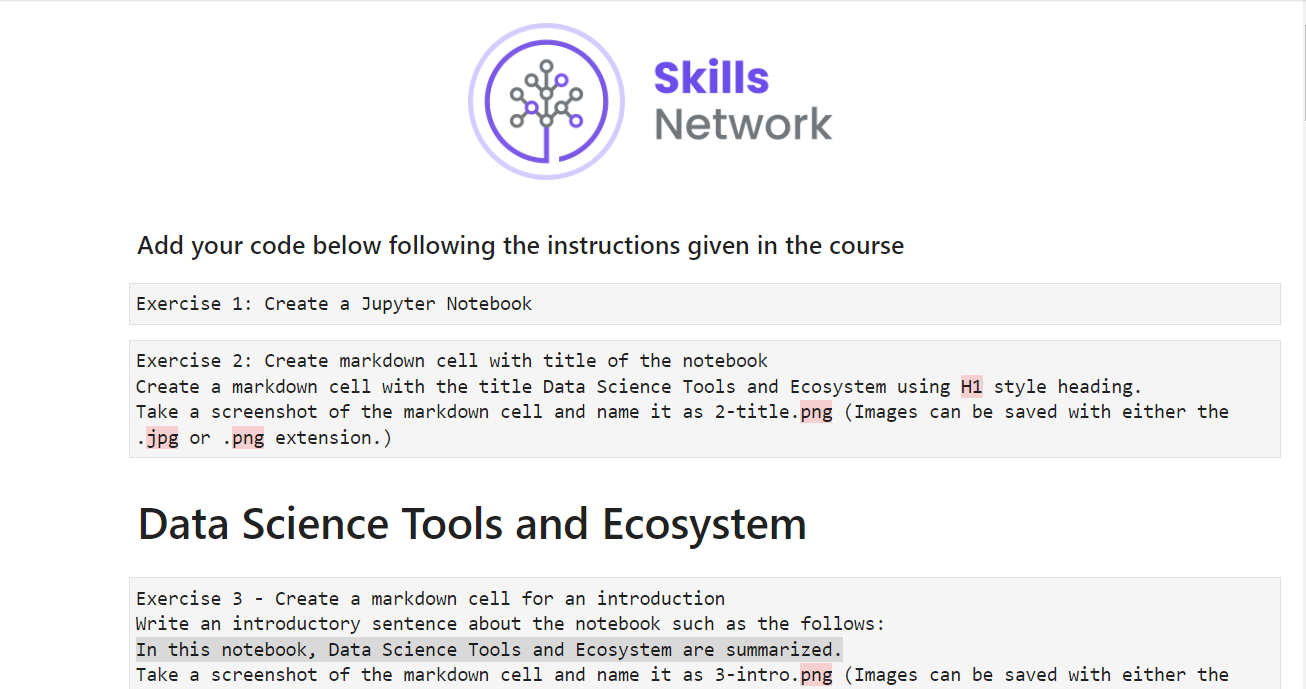 Skills
Network
Add your code below following the instructions given in the course
Exercise 1: Create a Jupyter Notebook
Exercise 2: Create markdown cell with title of the notebook
Create a markdown cell with the title Data Science Tools and Ecosystem using H1 style heading.
Take a screenshot of the markdown cell and name it as 2-title.png (Images can be saved with either the
.jpg or .png extension.)
Data Science Tools and Ecosystem
Exercise 3 - Create a markdown cell for an introduction
Write an introductory sentence about the notebook such as the follows:
In this notebook, Data Science Tools and Ecosystem are summarized.
Take a screenshot of the markdown cell and name it as 3-intro.png (Images can be saved with either the